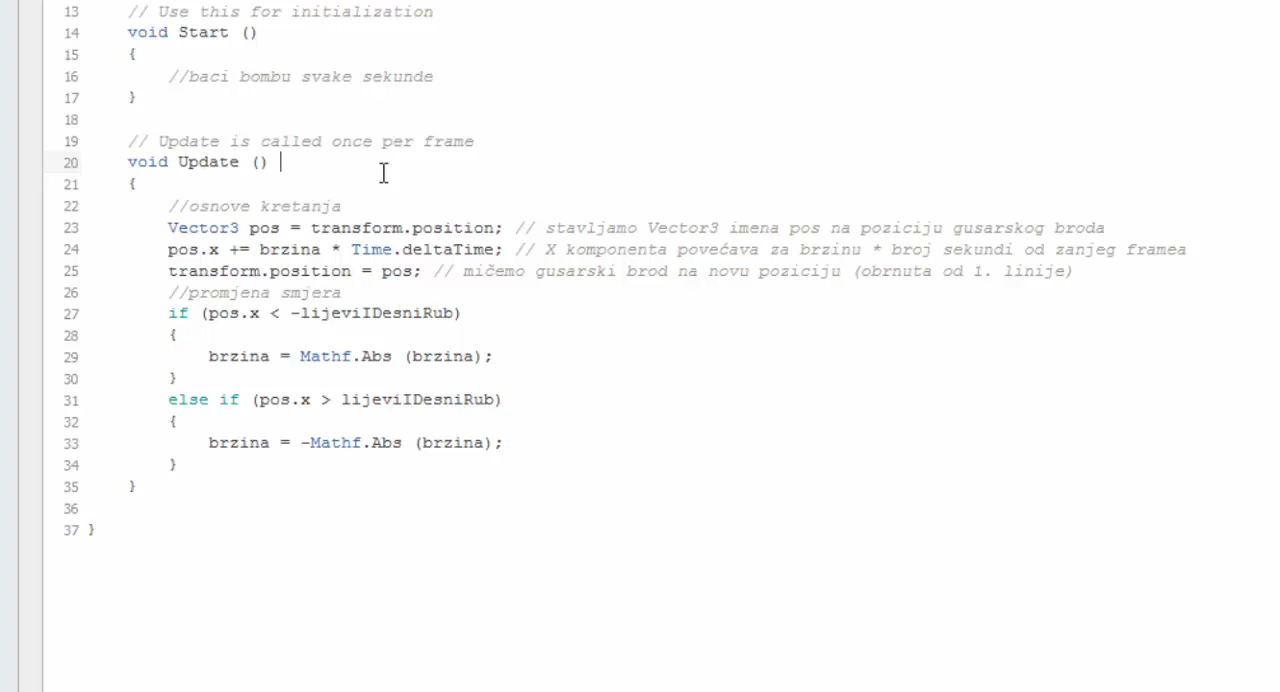 13 // Use this for initialization
14 void Start ()
15 {
16 //baci bombu svake sekunde
17 }
18
19 // Update is called once per frame
20 void Update ()
21 {
22 //osnove kretanja
23 Vector3 pos = transform.position; // stavljamo Vector3 imena pos na poziciju gusarskog broda
24 pos.x += brzina * Time.deltaTime; // X komponenta povećava za brzinu * broj sekundi od zanjeg framea
25 transform.position = pos; // mičemo gusarski brod na novu poziciju (obrnuta od 1. linije)
26 //promjena smjera
27 if (pos.x < -lijeviIDesniRub)
28 {
29 brzina = Mathf.Abs (brzina);
30 }
31 else if (pos.x > lijeviIDesniRub)
32 {
33 brzina = -Mathf.Abs (brzina);
34 }
35 }
36
37 }